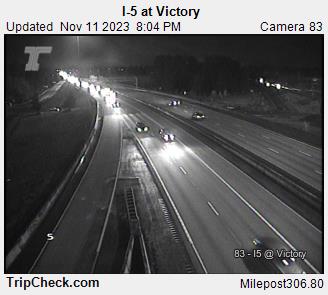 I-5 at Victory
Updated Nov 11 2023 8:04 PM Camera 83
T
S
83 - I5 @ Victory
TripCheck.com Milepost306.80